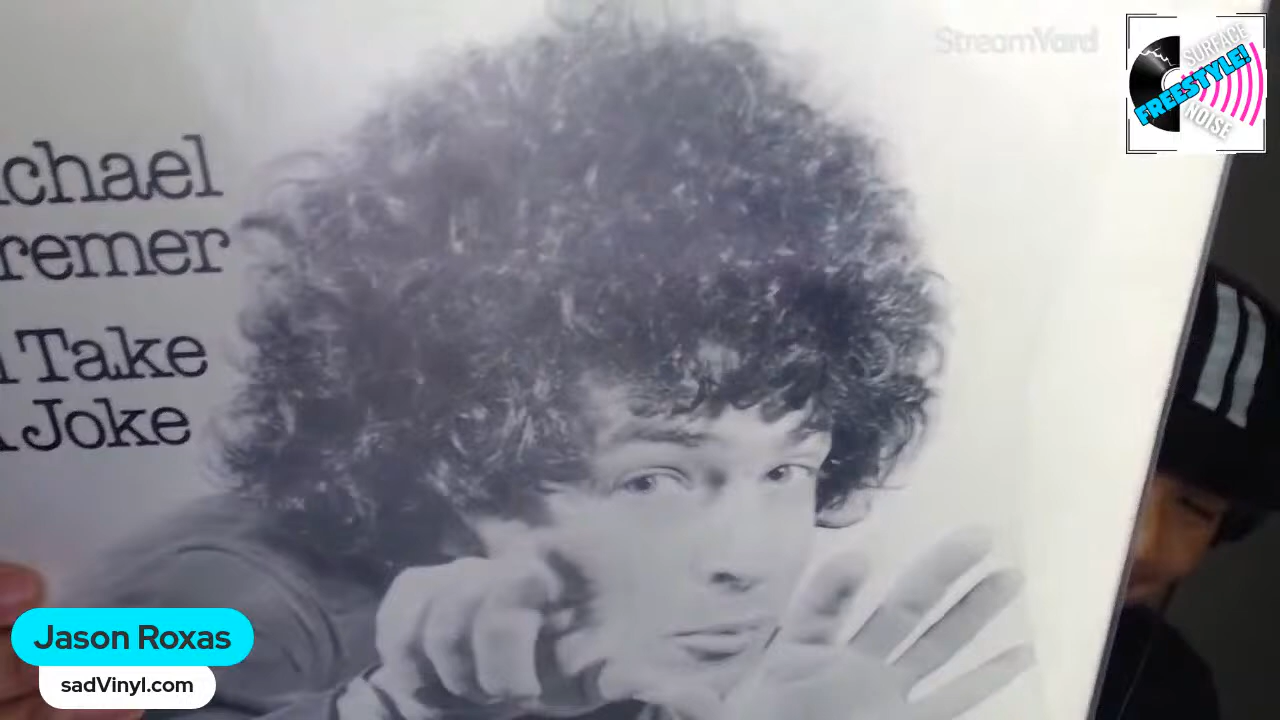 StreamYard
SURFACE
FREESTYLE!
NOISE
chael
remer
Take
Joke
Jason Roxas
sadVinyl.com